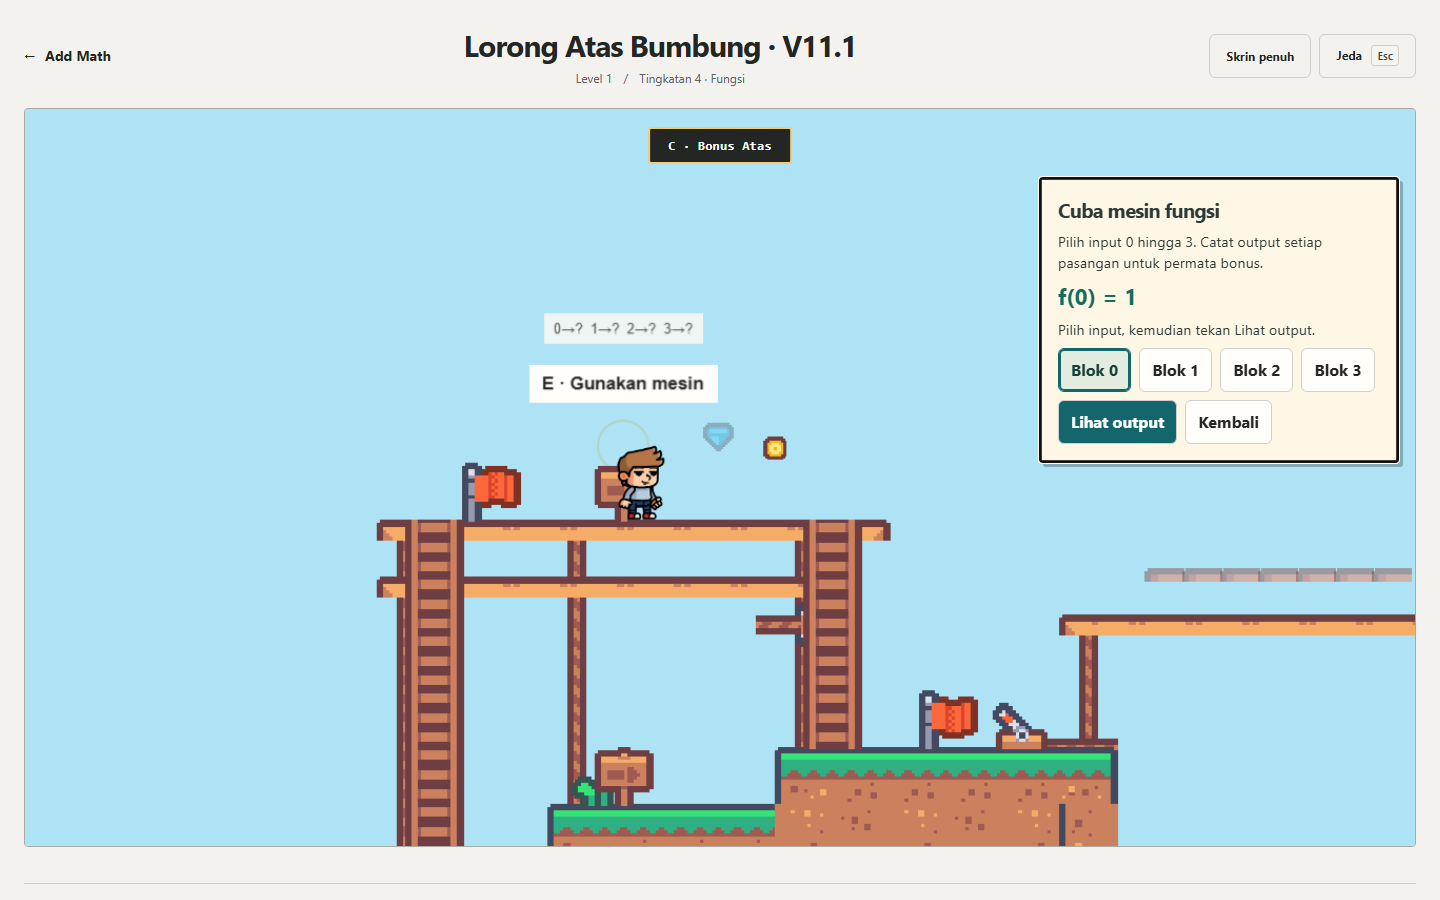 ← Add Math
Lorong Atas Bumbung · V11.1
Level 1 / Tingkatan 4 · Fungsi
Skrin penuh
Jeda Esc
C · Bonus Atas
Cuba mesin fungsi
Pilih input 0 hingga 3. Catat output setiap
pasangan untuk permata bonus.
f(0) = 1
Pilih input, kemudian tekan Lihat output.
Blok 0 Blok 1 Blok 2 Blok 3
Lihat output Kembali
0→? 1→? 2→? 3→?
E · Gunakan mesin